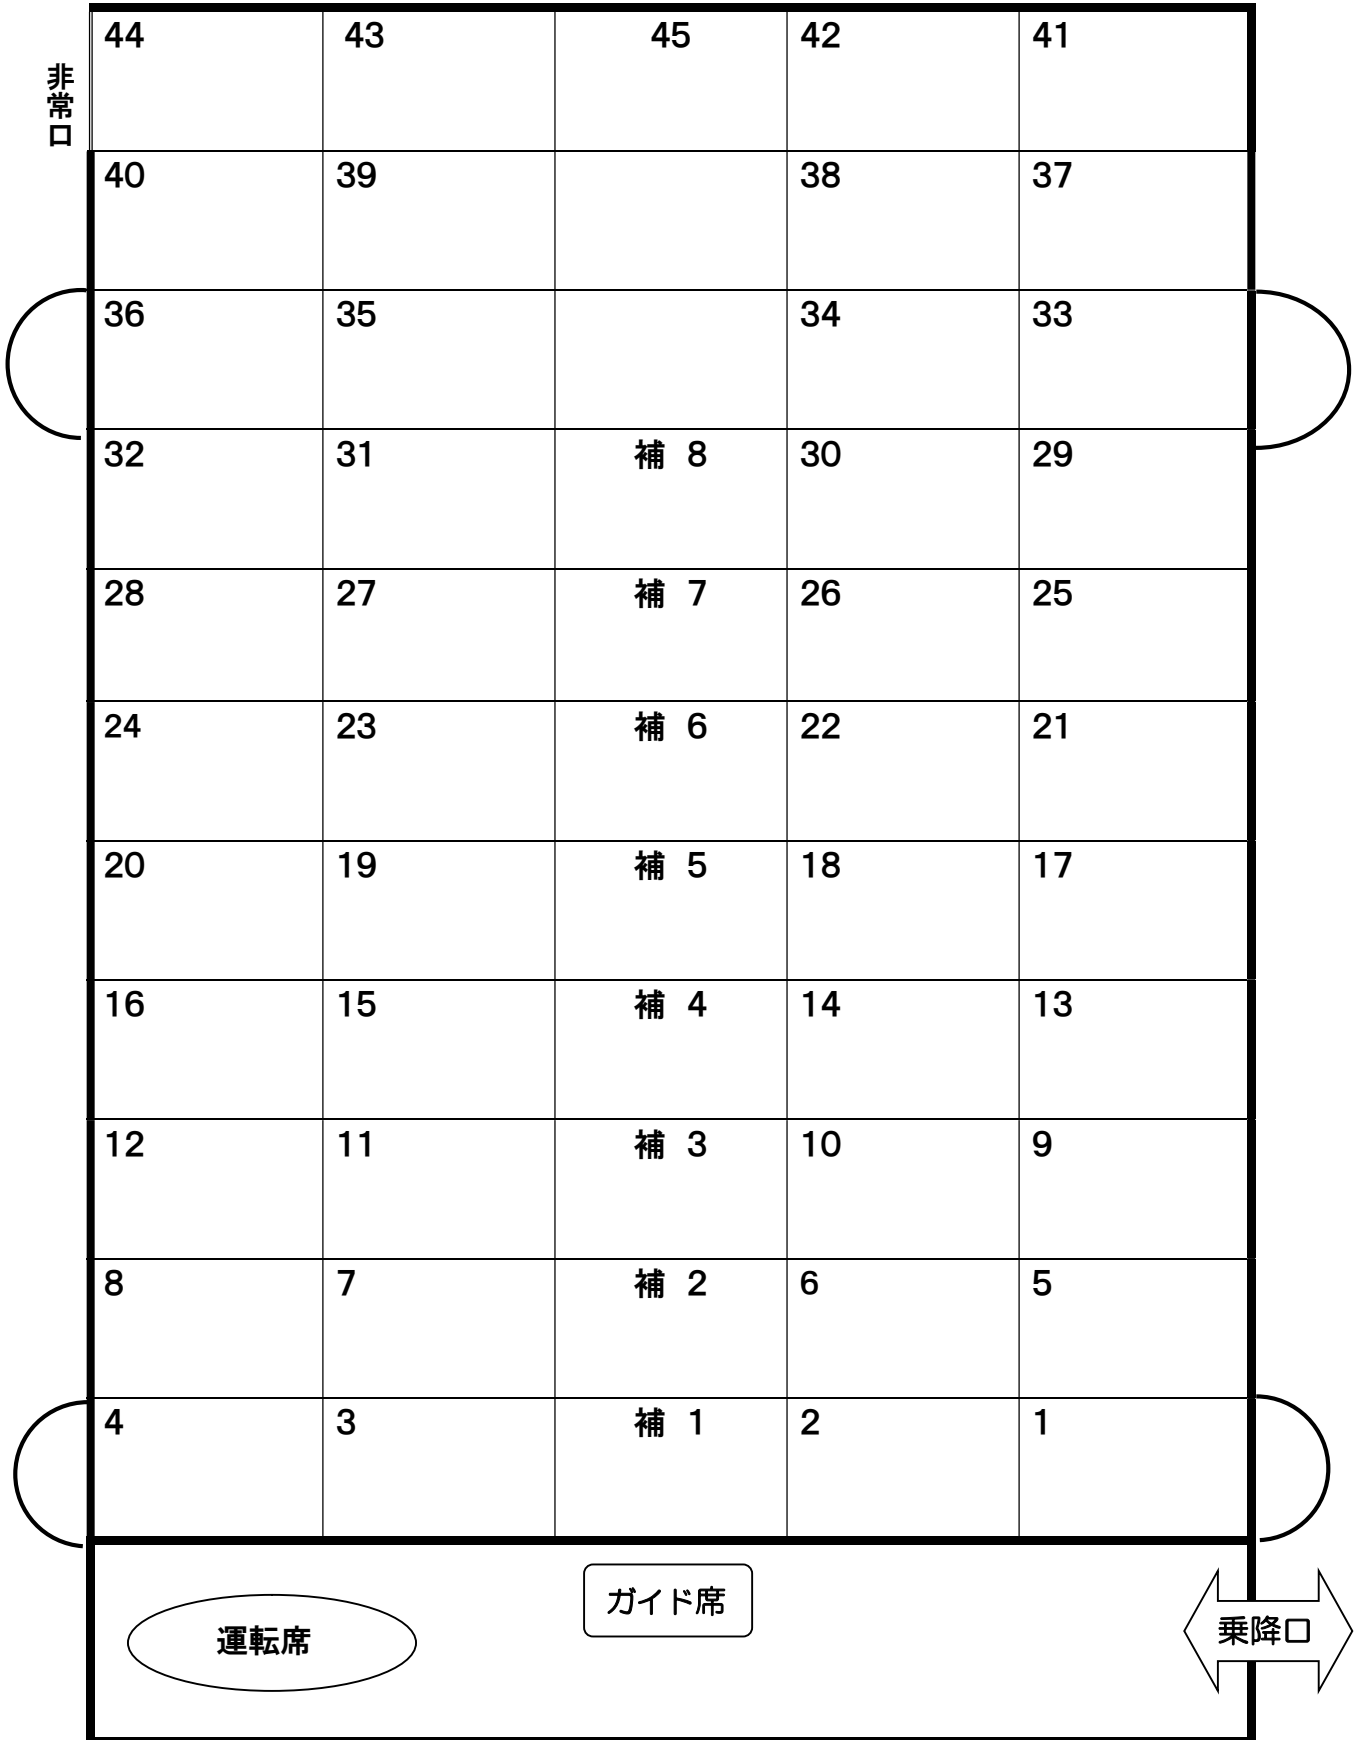 44 43 45 42 41
非常口
40 39 38 37
36 35 34 33
32 31 補 8 30 29
28 27 補 7 26 25
24 23 補 6 22 21
20 19 補 5 18 17
16 15 補 4 14 13
12 11 補 3 10 9
8 7 補 2 6 5
4 3 補 1 2 1
ガイド席
運転席
乗降口